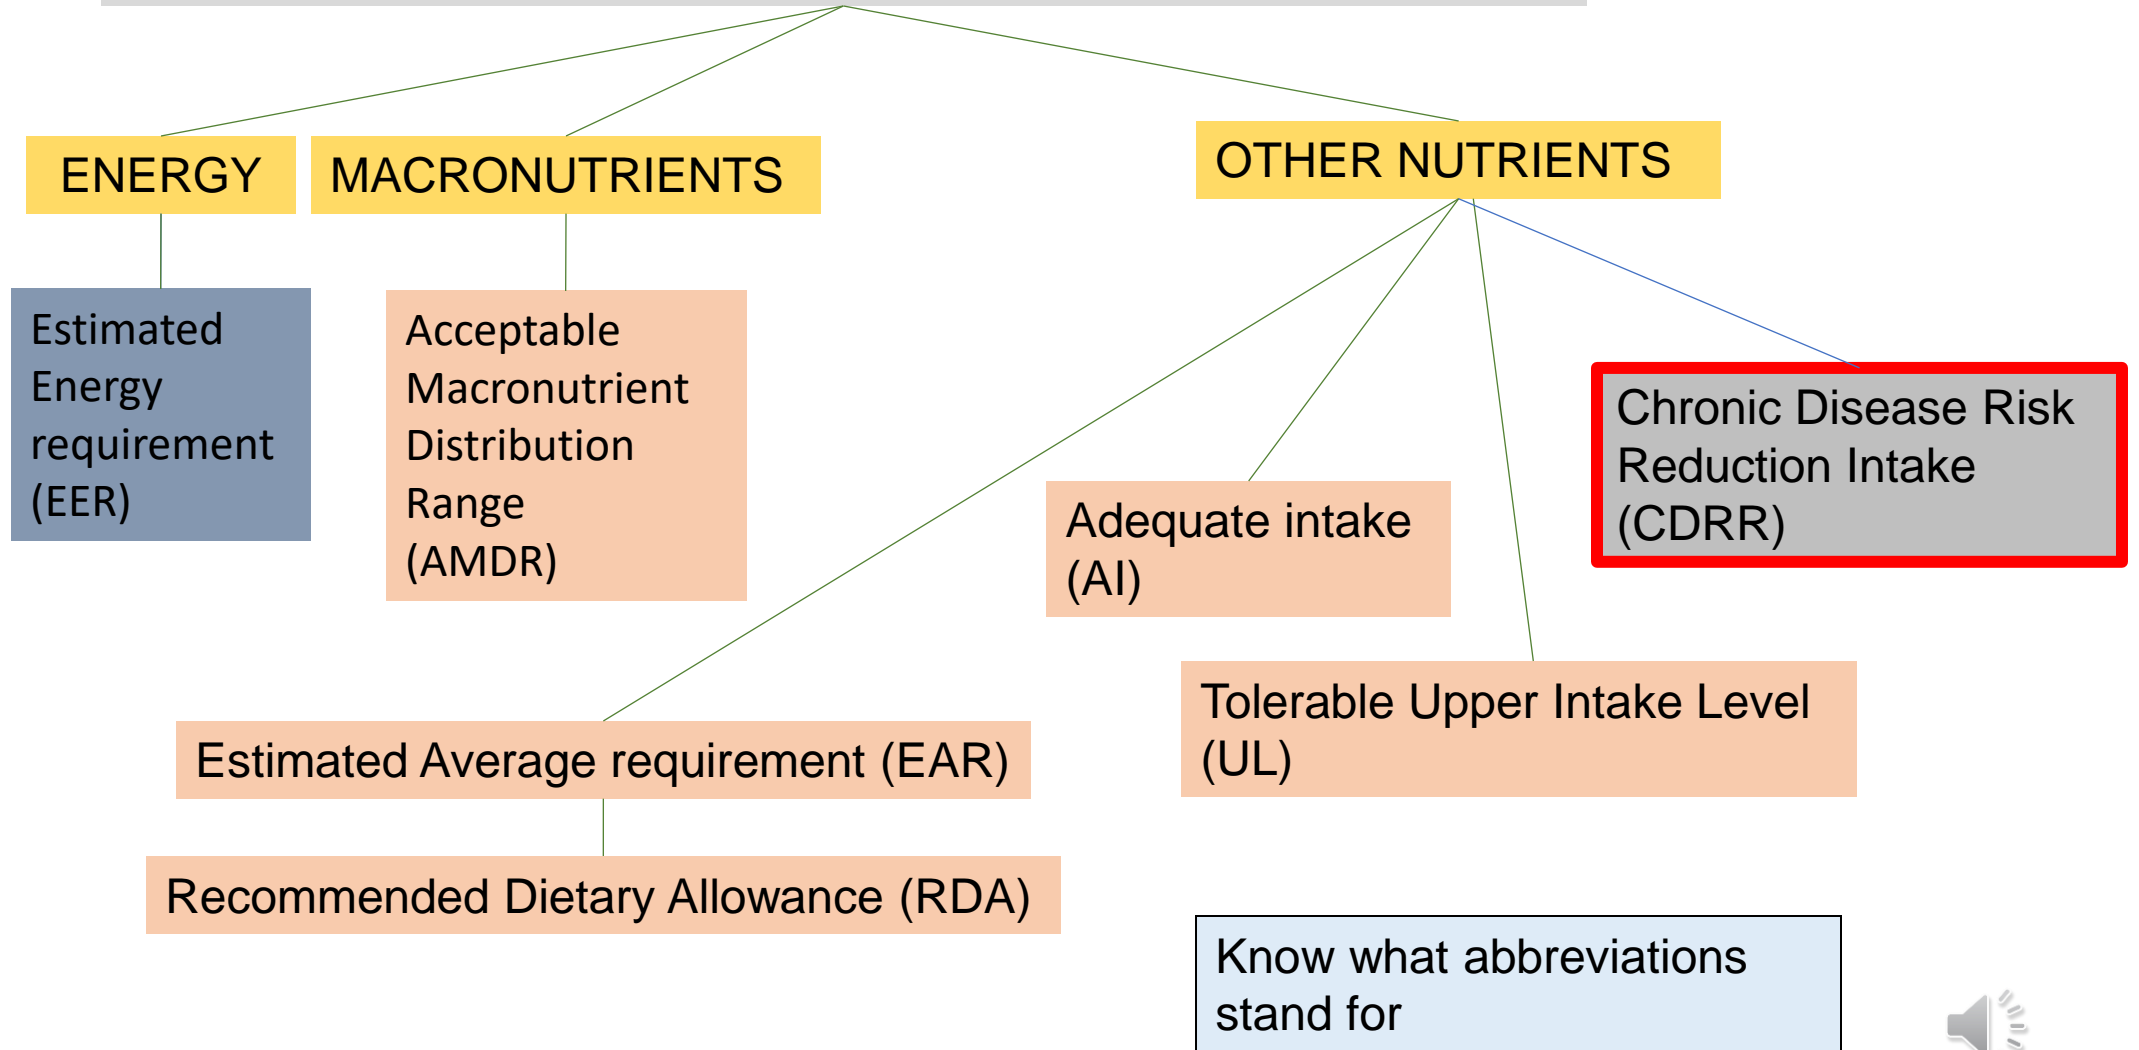 ENERGY
MACRONUTRIENTS
OTHER NUTRIENTS
Estimated
Energy
requirement
(EER)
Acceptable
Macronutrient
Distribution
Range
(AMDR)
Chronic Disease Risk
Reduction Intake
(CDRR)
Adequate intake
(AI)
Tolerable Upper Intake Level
(UL)
Estimated Average requirement (EAR)
Recommended Dietary Allowance (RDA)
Know what abbreviations
stand for